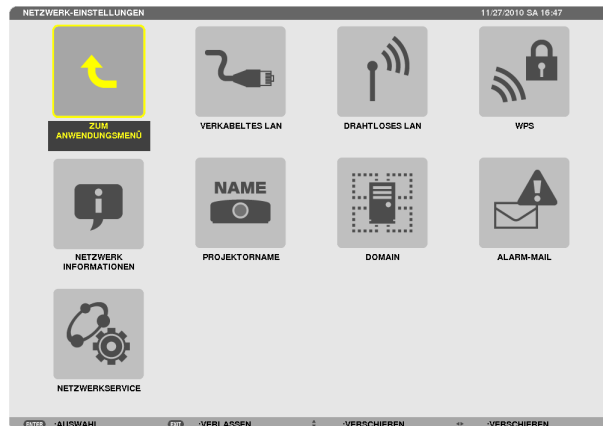 NETZWERK-EINSTELLUNGEN 11/27/2010 SA 16:47
ZUM
ANWENDUNGSMENÜ
VERKABELTES LAN
DRAHTLOSES LAN
WPS
NETZWERK
INFORMATIONEN
NAME
PROJEKTORNAME
DOMAIN
ALARM-MAIL
NETZWERKSERVICE
ENTER :AUSWAHL EXIT :VERLASSEN :VERSCHIEBEN :VERSCHIEBEN